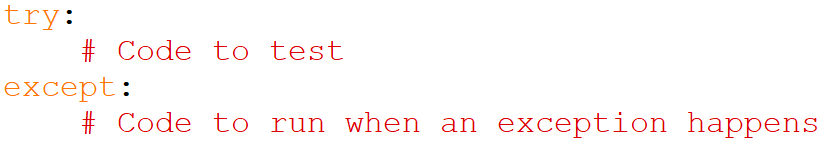 try:
    # Code to test
except:
    # Code to run when an exception happens